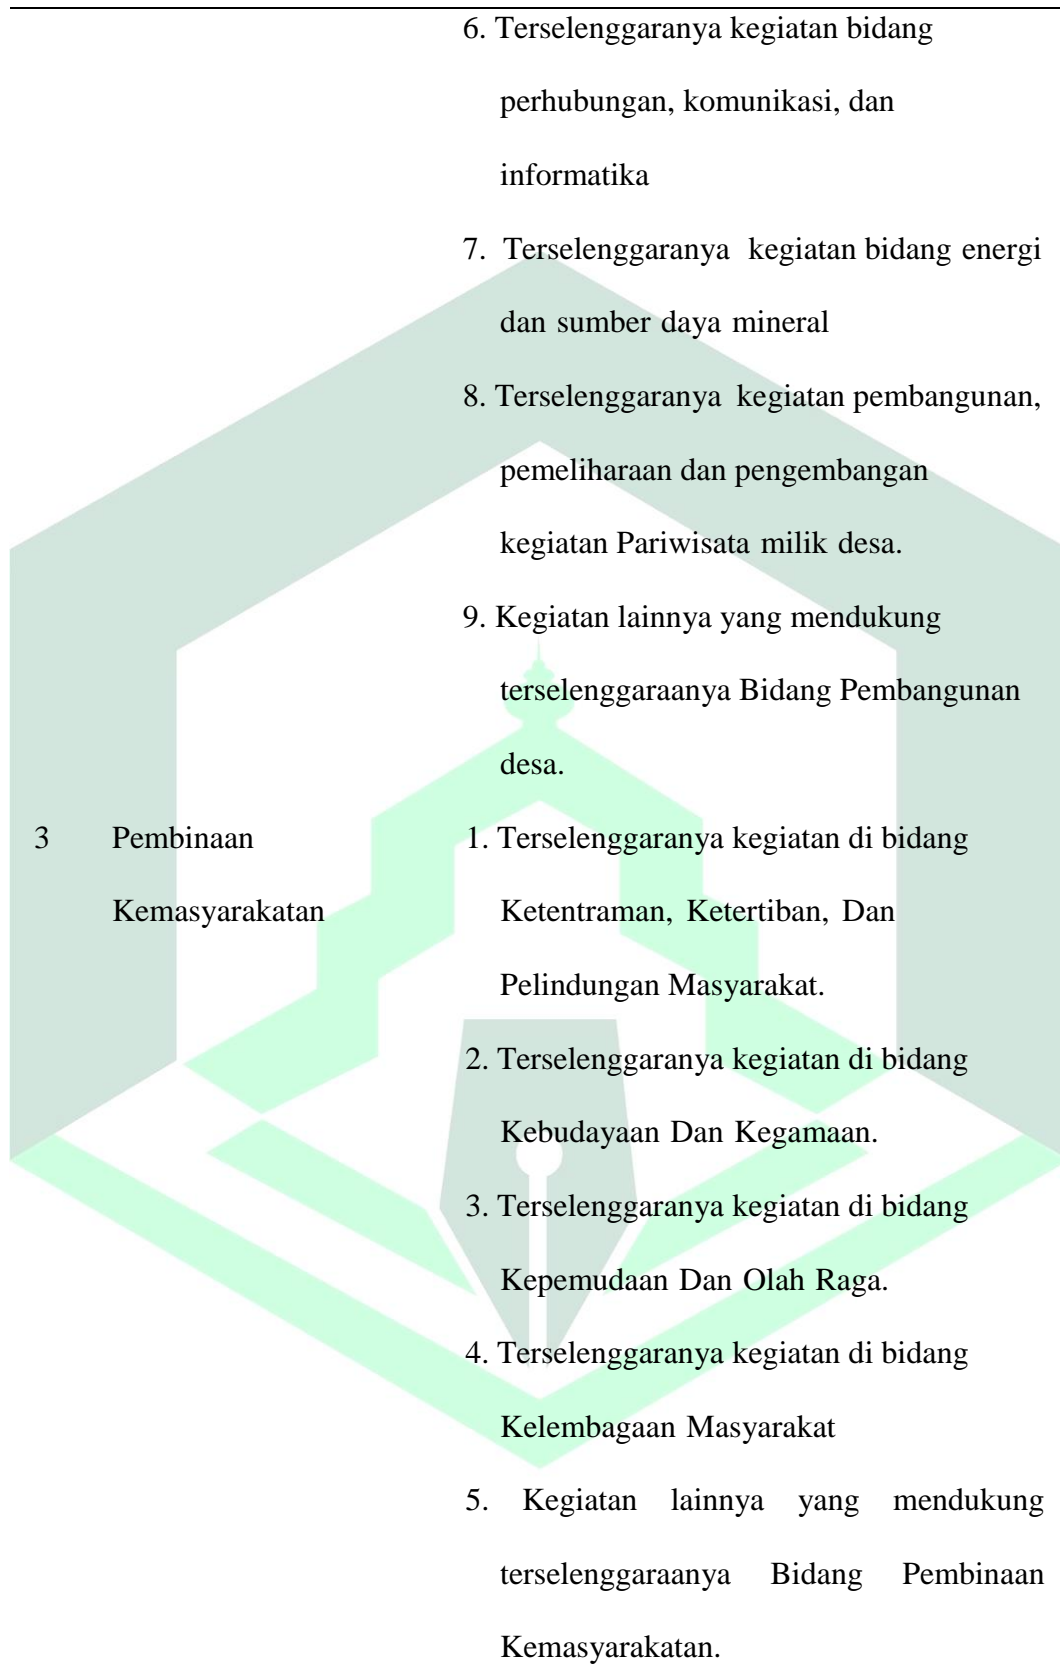 6. Terselenggaranya kegiatan bidang
perhubungan, komunikasi, dan
informatika
7. Terselenggaranya kegiatan bidang energi
dan sumber daya mineral
8. Terselenggaranya kegiatan pembangunan,
pemeliharaan dan pengembangan
kegiatan Pariwisata milik desa.
9. Kegiatan lainnya yang mendukung
terselenggaraanya Bidang Pembangunan
desa.
3 Pembinaan 1. Terselenggaranya kegiatan di bidang
Kemasyarakatan Ketentraman, Ketertiban, Dan
Pelindungan Masyarakat.
2. Terselenggaranya kegiatan di bidang
Kebudayaan Dan Kegamaan.
3. Terselenggaranya kegiatan di bidang
Kepemudaan Dan Olah Raga.
4. Terselenggaranya kegiatan di bidang
Kelembagaan Masyarakat
5. Kegiatan lainnya yang mendukung
terselenggaraanya Bidang Pembinaan
Kemasyarakatan.